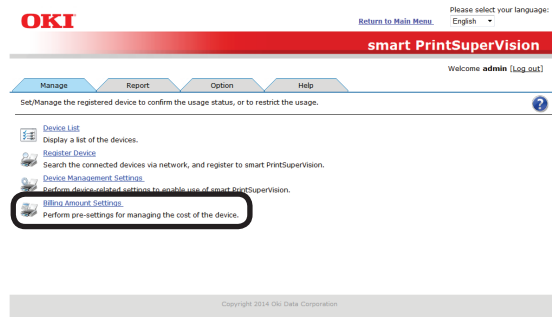 Please select your language:
OKI
Return to Main Menu
English
smart PrintSuperVision
Welcome admin [Log out]
Manage
Report
Option
Help
Set/Manage the registered device to confirm the usage status, or to restrict the usage.
?
Device List
Display a list of the devices.
Register Device
Search the connected devices via network, and register to smart PrintSuperVision.
Device Management Settings
Perform device-related settings to enable use of smart PrintSuperVision.
Billing Amount Settings
Perform pre-settings for managing the cost of the device.
Copyright 2014 Oki Data Corporation